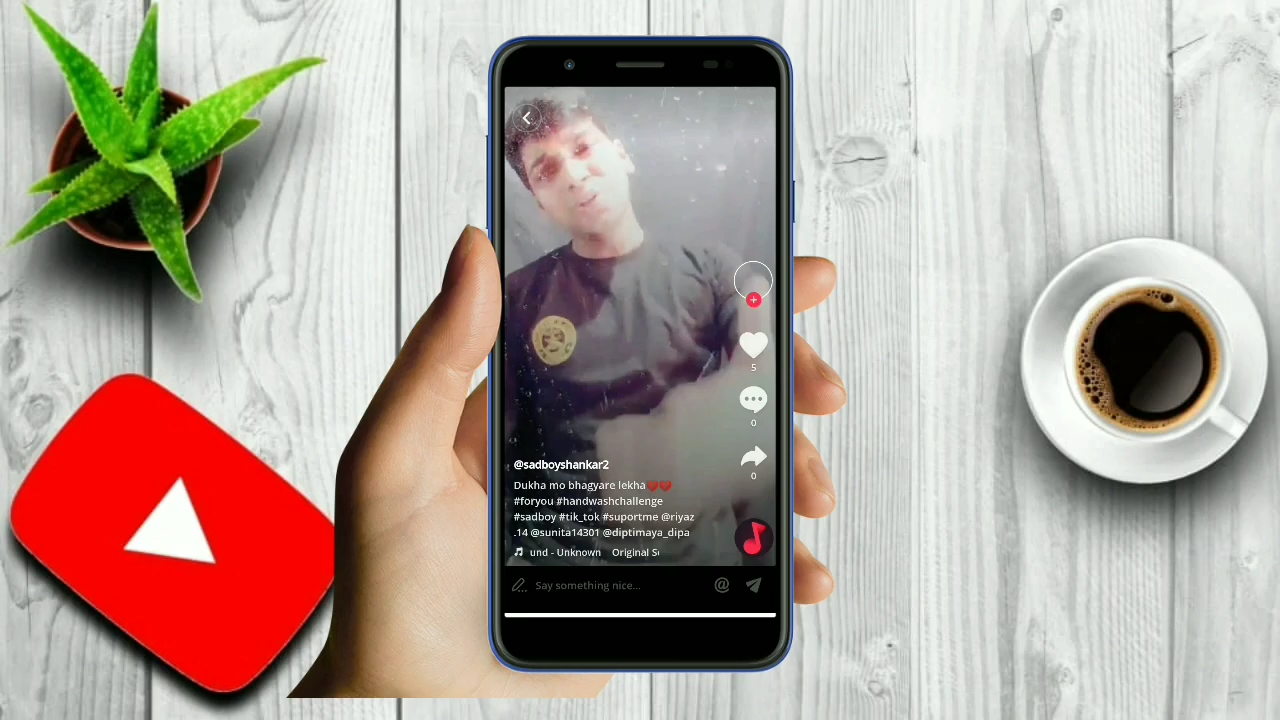 5
0
0
@sadboyshankar2
Dukha mo bhagyare lekha❤️❤️
#foryou #handwashchallenge
#sadboy #tik_tok #suportme @riyaz
.14 @sunita14301 @diptimaya_dipa
und - Unknown Original So
Say something nice...
@